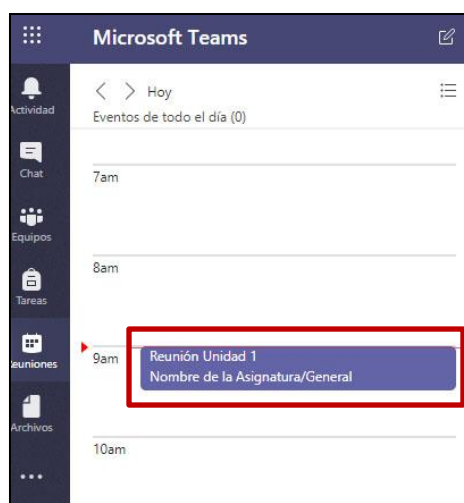 Microsoft Teams
Actividad
Chat
Equipos
Tareas
Reuniones
Archivos
Hoy
Eventos de todo el día (0)
7am
8am
9am
Reunión Unidad 1
Nombre de la Asignatura/General
10am